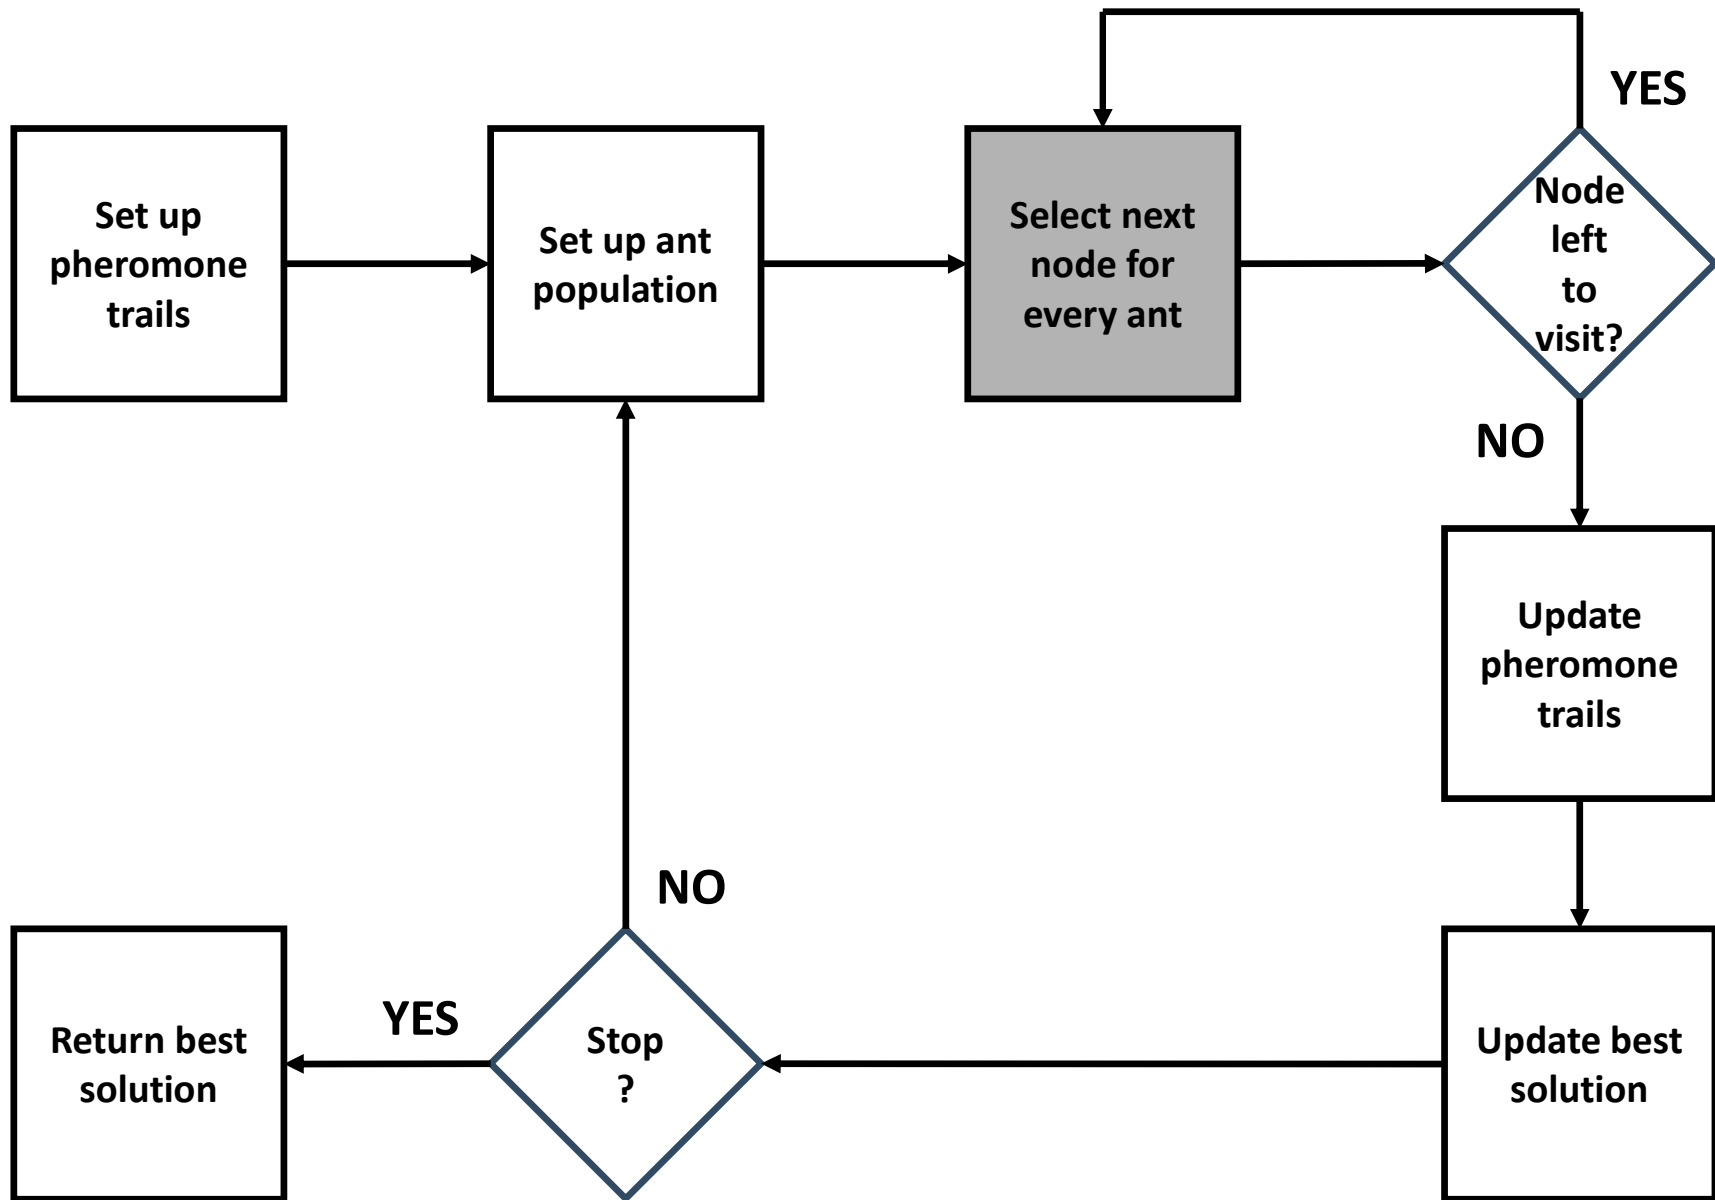 Set up
pheromone
trails
Set up ant
population
Select next
node for
every ant
YES
Node
left
to
visit?
NO
Update
pheromone
trails
Update best
solution
Stop
?
NO
YES
Return best
solution